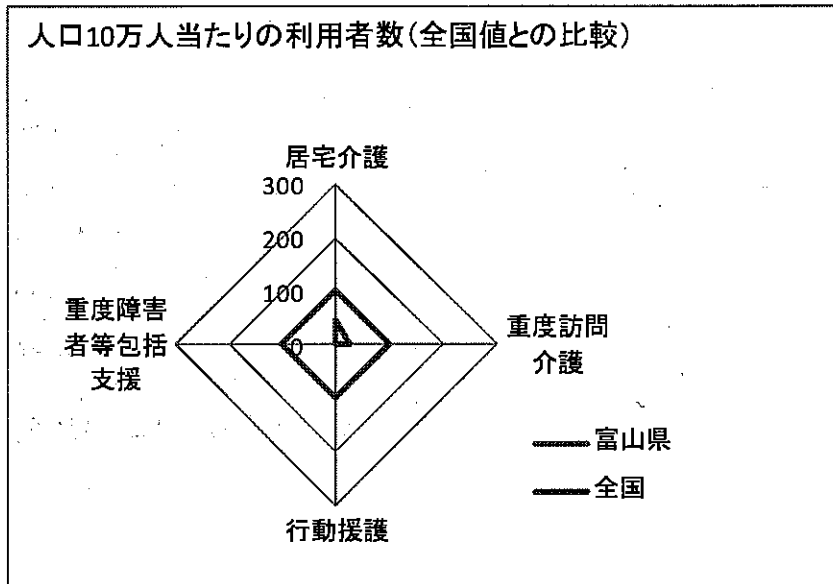 人口10万人当たりの利用者数(全国値との比較)
居宅介護
300
200
100
0
重度障害
者等包括
支援
重度訪問
介護
富山県
全国
行動援護